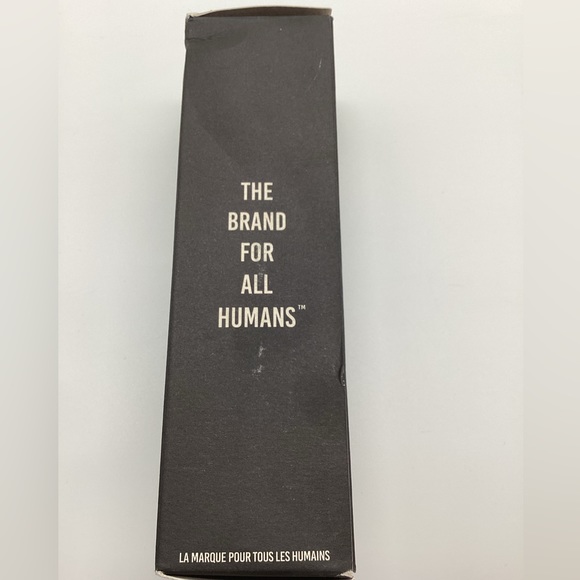 THE
BRAND
FOR
ALL
HUMANS™
LA MARQUE POUR TOUS LES HUMAINS